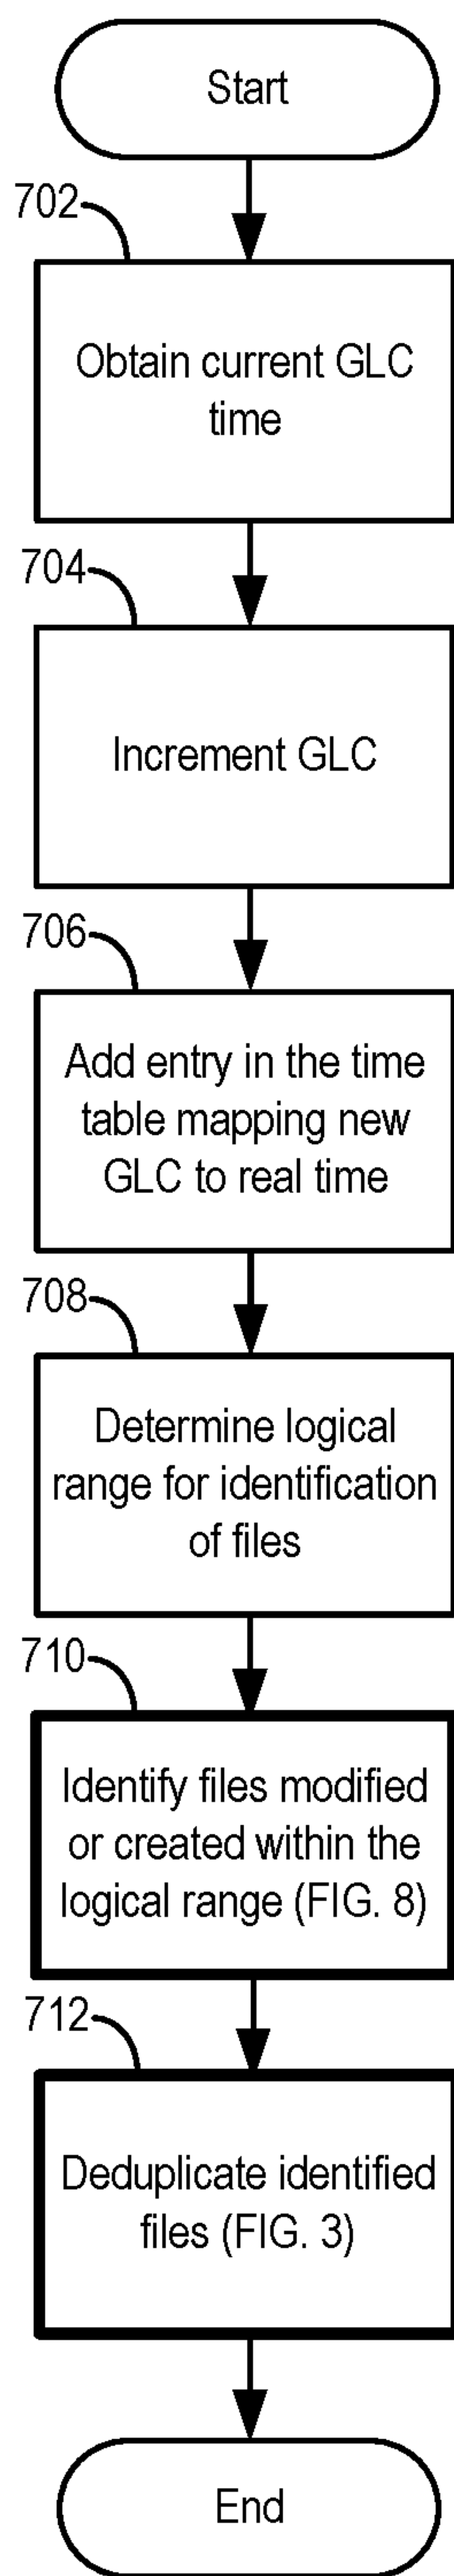 Start
702
Obtain current GLC
time
704
Increment GLC
706
Add entry in the time
table mapping new
GLC to real time
708
Determine logical
range for identification
of files
710
Identify files modified
or created within the
logical range (FIG. 8)
712
Deduplicate identified
files (FIG. 3)
End